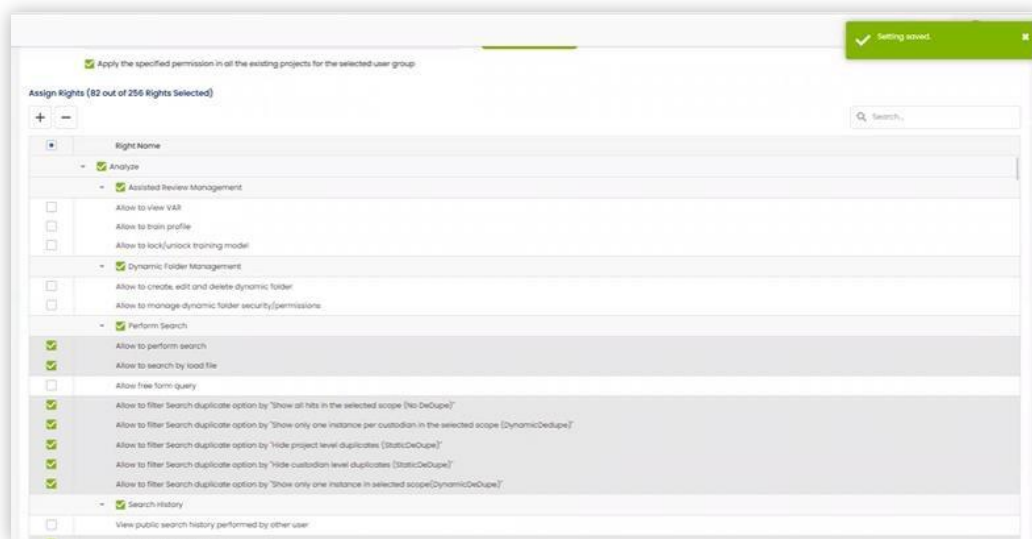 Setting saved.
Apply the specified permission in all the existing projects for the selected user group
Assign Rights (82 out of 256 Rights Selected)
Search...
Right Name
Analyze
Assisted Review Management
Allow to view VAR
Allow to train profile
Allow to lock/unlock training model
Dynamic Folder Management
Allow to create, edit and delete dynamic folder
Allow to manage dynamic folder security/permissions
Perform Search
Allow to perform search
Allow to search by load file
Allow free form query
Allow to filter Search duplicate option by "Show all hits in the selected scope (No DeDupe)"
Allow to filter Search duplicate option by "Show only one instance per custodian in the selected scope (DynamicDedupe)"
Allow to filter Search duplicate option by "Hide project level duplicates (StaticDeDupe)"
Allow to filter Search duplicate option by "Hide custodian level duplicates (StaticDeDupe)"
Allow to filter Search duplicate option by "Show only one instance in selected scope(DynamicDeDupe)"
Search History
View public search history performed by other user